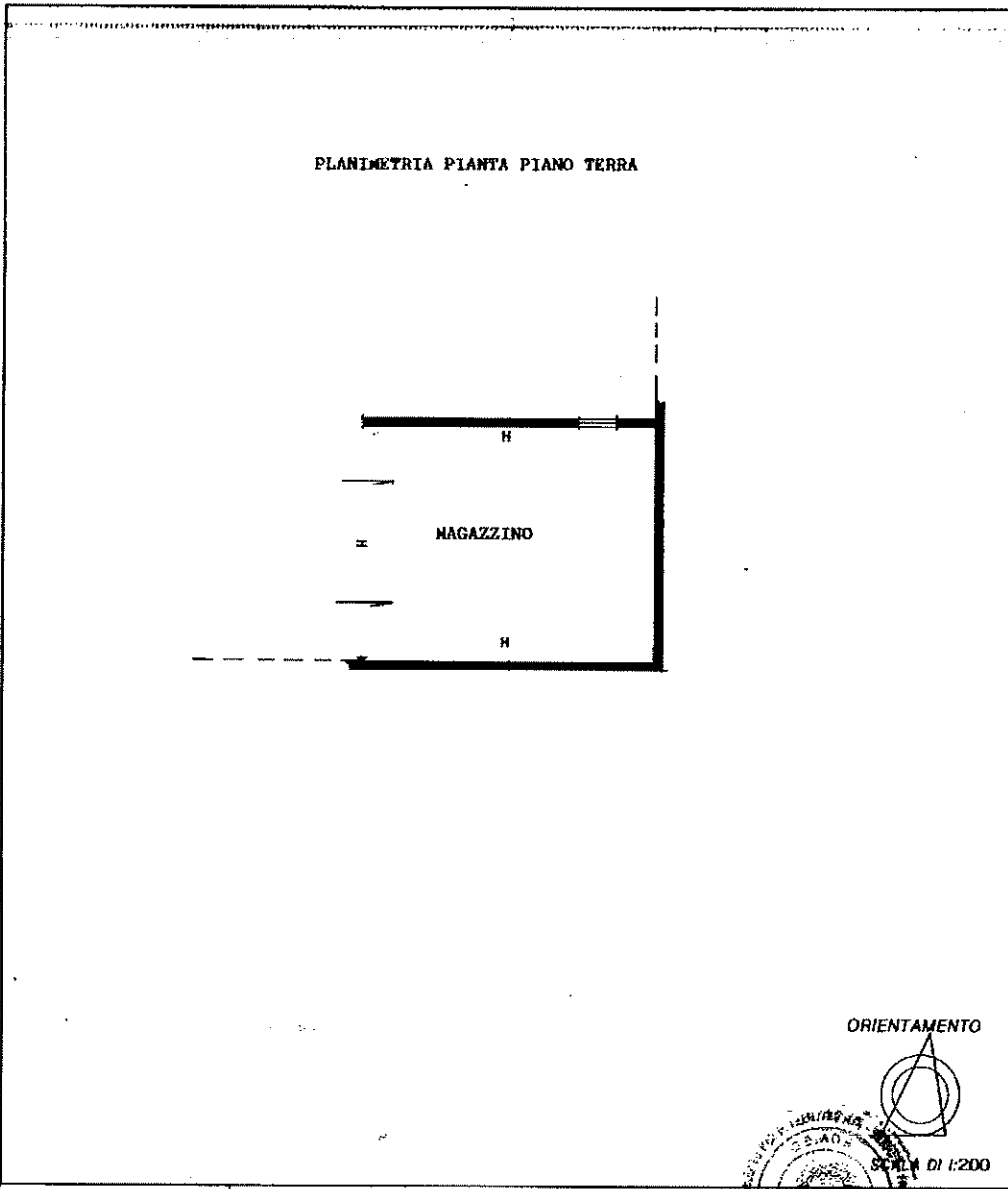 PLANIMETRIA PIANTA PIANO TERRA
H
MAGAZZINO
H
H
ORIENTAMENTO
SCALA DI 1:200